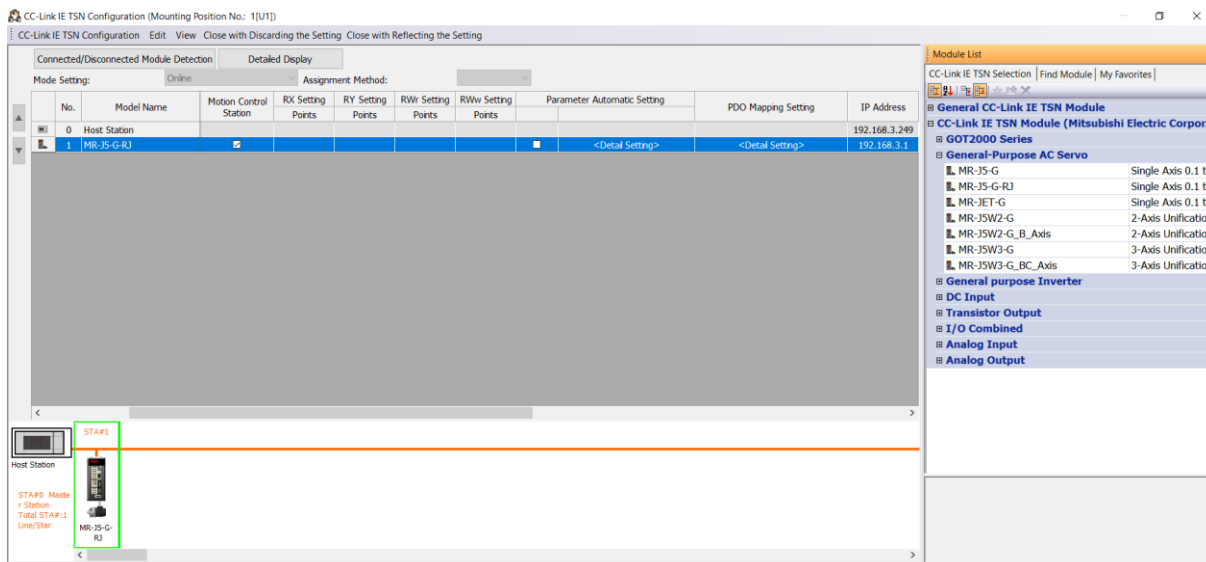 CC-Link IE TSN Configuration (Mounting Position No.: 1[U1])
CC-Link IE TSN Configuration Edit View Close with Discarding the Setting Close with Reflecting the Setting
Connected/Disconnected Module Detection Detailed Display
Mode Setting: Online Assignment Method:
No. Model Name Motion Control Station RX Setting Points RY Setting Points RWr Setting Points RWw Setting Points Parameter Automatic Setting PDO Mapping Setting IP Address
0 Host Station 192.168.3.249
1 MR-J5-G-RJ <Detail Setting> <Detail Setting> 192.168.3.1
STA#1
Host Station
STA#0 Maste
r Station
Total STA#:1
Line/Star
MR-J5-G-
RJ
Module List
CC-Link IE TSN Selection Find Module My Favorites
General CC-Link IE TSN Module
CC-Link IE TSN Module (Mitsubishi Electric Corpor
GOT2000 Series
General-Purpose AC Servo
MR-J5-G Single Axis 0.1 t
MR-J5-G-RJ Single Axis 0.1 t
MR-JET-G Single Axis 0.1 t
MR-J5W2-G 2-Axis Unificatio
MR-J5W2-G_B_Axis 2-Axis Unificatio
MR-J5W3-G 3-Axis Unificatio
MR-J5W3-G_BC_Axis 3-Axis Unificatio
General purpose Inverter
DC Input
Transistor Output
I/O Combined
Analog Input
Analog Output